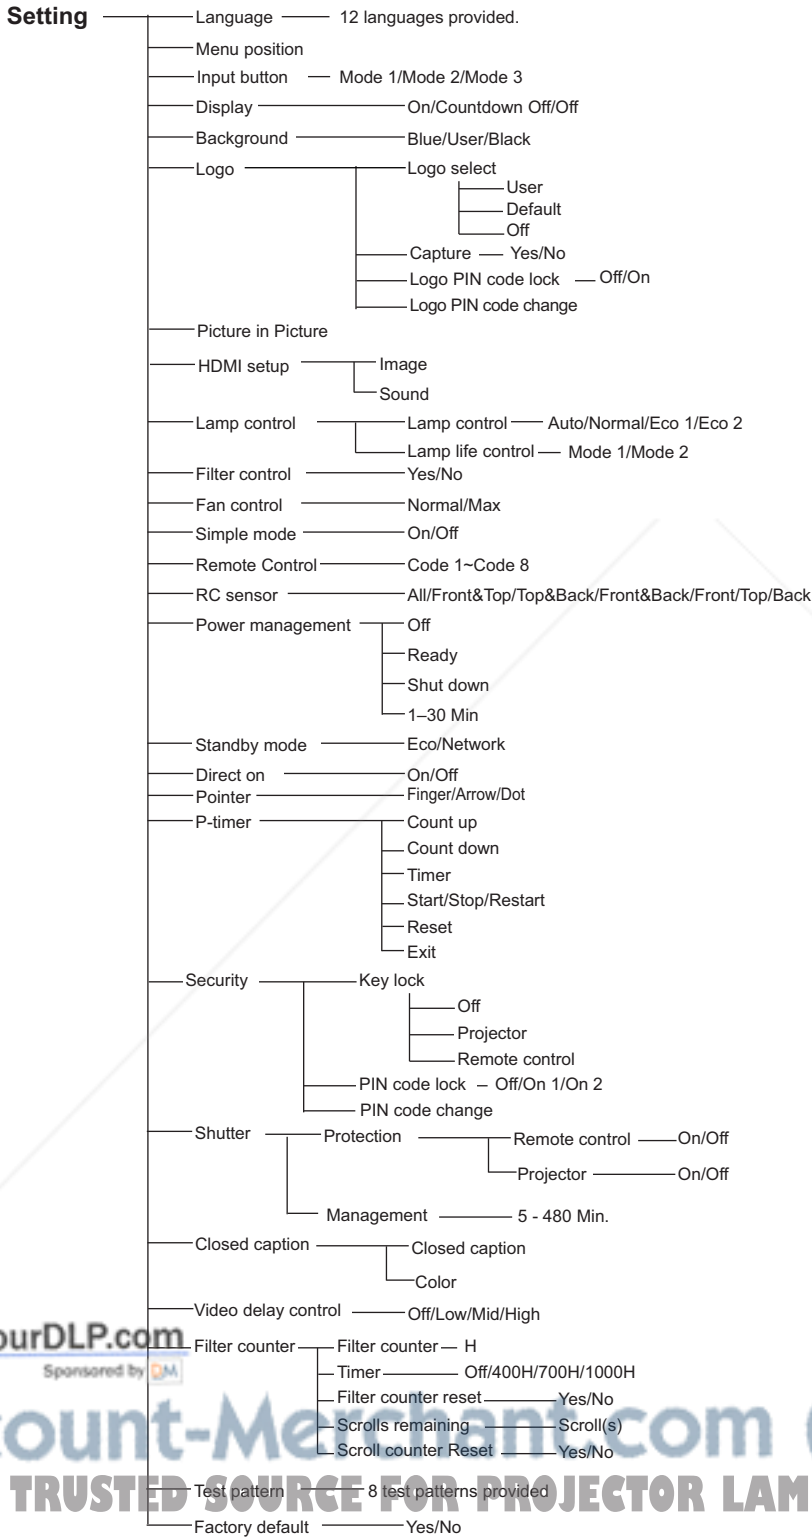 Setting
Language 12 languages provided.
Menu position
Input button Mode 1/Mode 2/Mode 3
Display On/Countdown Off/Off
Background Blue/User/Black
Logo Logo select
User
Default
Off
Capture Yes/No
Logo PIN code lock Off/On
Logo PIN code change
Picture in Picture
HDMI setup Image
Sound
Lamp control Lamp control Auto/Normal/Eco 1/Eco 2
Lamp life control Mode 1/Mode 2
Filter control Yes/No
Fan control Normal/Max
Simple mode On/Off
Remote Control Code 1~Code 8
RC sensor All/Front&Top/Top&Back/Front&Back/Front/Top/Back
Power management Off
Ready
Shut down
1–30 Min
Standby mode Eco/Network
Direct on On/Off
Pointer Finger/Arrow/Dot
P-timer Count up
Count down
Timer
Start/Stop/Restart
Reset
Exit
Security Key lock
Off
Projector
Remote control
PIN code lock Off/On 1/On 2
PIN code change
Shutter Protection Remote control On/Off
Projector On/Off
Management 5 - 480 Min.
Closed caption Closed caption
Color
Video delay control Off/Low/Mid/High
ourDLP.com
Sponsored by DM
Filter counter Filter counter H
Timer Off/400H/700H/1000H
Filter counter reset Yes/No
Scrolls remaining Scroll(s)
Scroll counter Reset Yes/No
ount-Merchant.com (
TRUSTED SOURCE FOR PROJECTOR LAM
Test pattern 8 test patterns provided
Factory default Yes/No